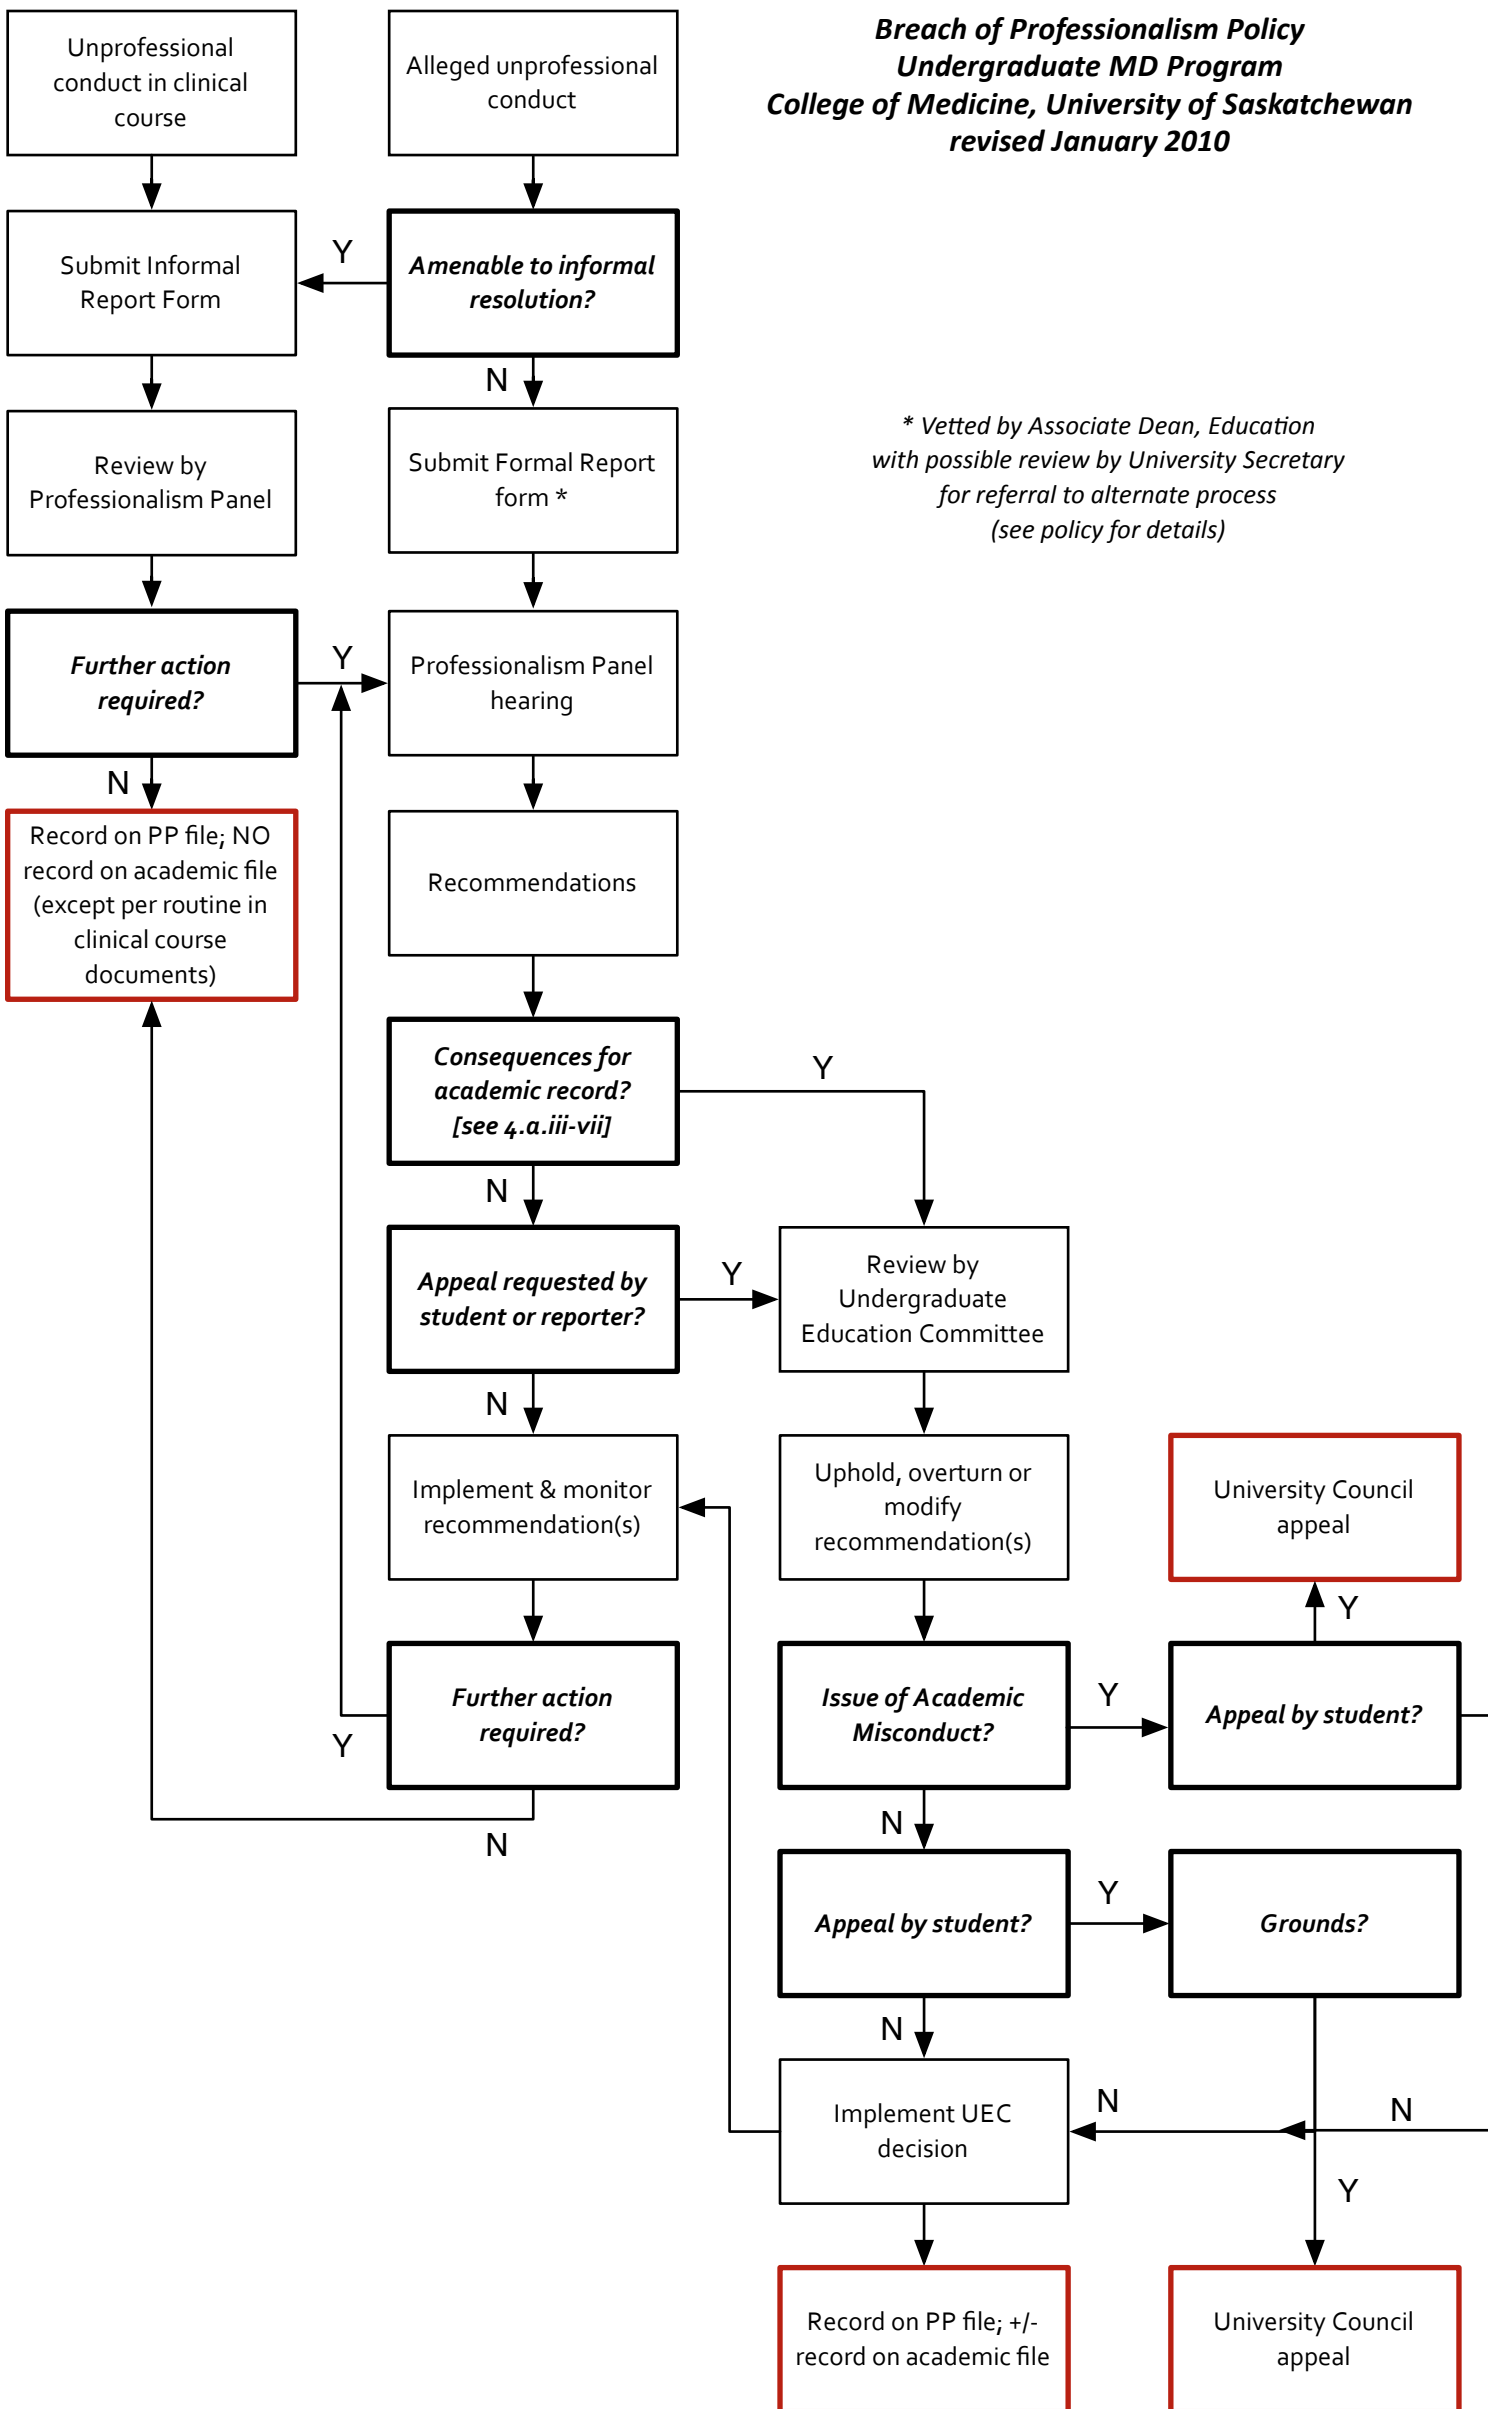 Unprofessional
conduct in clinical
course
Alleged unprofessional
conduct
Breach of Professionalism Policy
Undergraduate MD Program
College of Medicine, University of Saskatchewan
revised January 2010
Submit Informal
Report Form
Y
Amenable to informal
resolution?
N
Review by
Professionalism Panel
Submit Formal Report
form *
* Vetted by Associate Dean, Education
with possible review by University Secretary
for referral to alternate process
(see policy for details)
Further action
required?
Y
Professionalism Panel
hearing
N
Record on PP file; NO
record on academic file
(except per routine in
clinical course
documents)
Recommendations
Consequences for
academic record?
[see 4.a.iii-vii]
Y
N
Appeal requested by
student or reporter?
Y
Review by
Undergraduate
Education Committee
N
Implement & monitor
recommendation(s)
Uphold, overturn or
modify
recommendation(s)
University Council
appeal
Y
Further action
required?
Y
N
Issue of Academic
Misconduct?
Y
Appeal by student?
N
Appeal by student?
Y
Grounds?
N
Implement UEC
decision
N
N
Y
Record on PP file; +/-
record on academic file
University Council
appeal